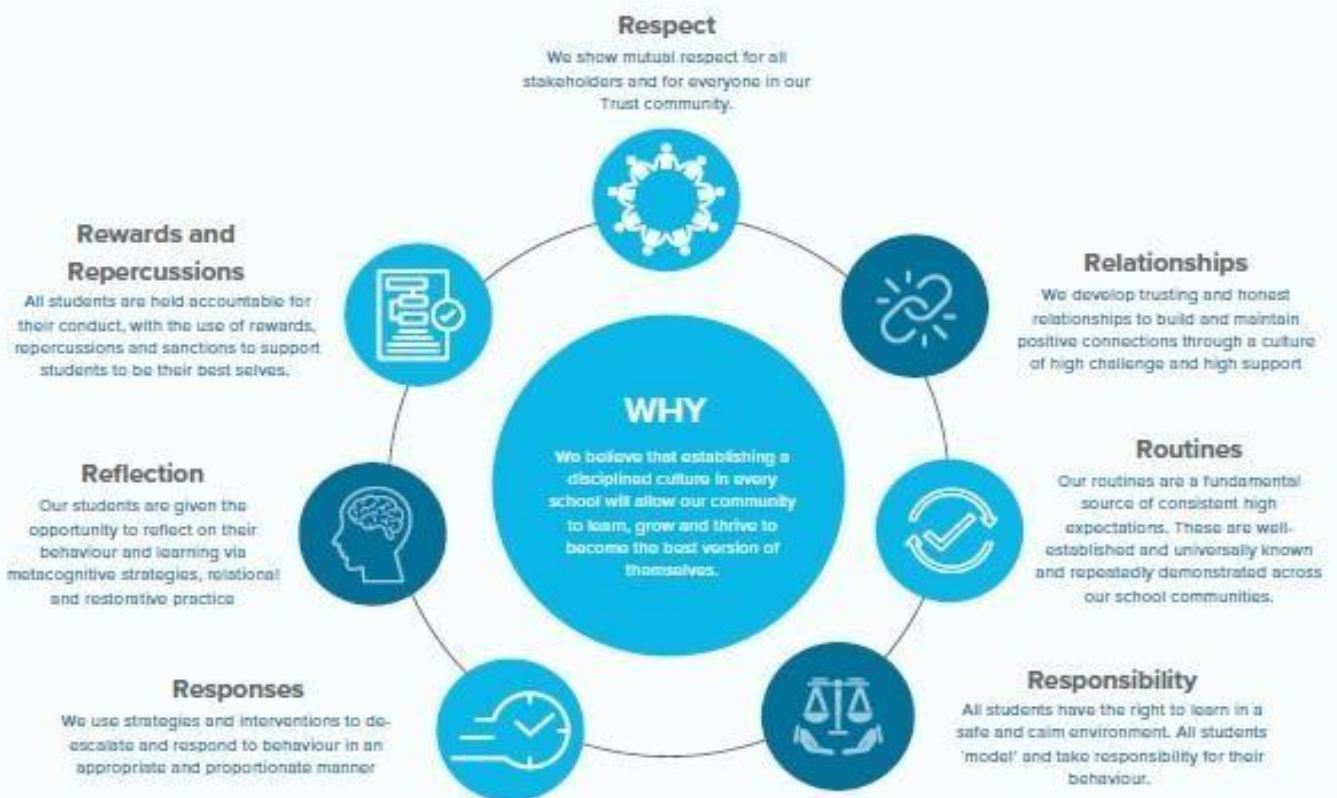 Respect
We show mutual respect for all
stakeholders and for everyone in our
Trust community.
Relationships
We develop trusting and honest
relationships to build and maintain
positive connections through a culture
of high challenge and high support
Routines
Our routines are a fundamental
source of consistent high
expectations. These are well-
established and universally known
and repeatedly demonstrated across
our school communities.
Responsibility
All students have the right to learn in a
safe and calm environment. All students
'model' and take responsibility for their
behaviour.
Responses
We use strategies and interventions to de-
escalate and respond to behaviour in an
appropriate and proportionate manner
Reflection
Our students are given the
opportunity to reflect on their
behaviour and learning via
metacognitive strategies, relational
and restorative practice
Rewards and
Repercussions
All students are held accountable for
their conduct, with the use of rewards,
repercussions and sanctions to support
students to be their best selves.
WHY
We believe that establishing a
disciplined culture in every
school will allow our community
to learn, grow and thrive to
become the best version of
themselves.